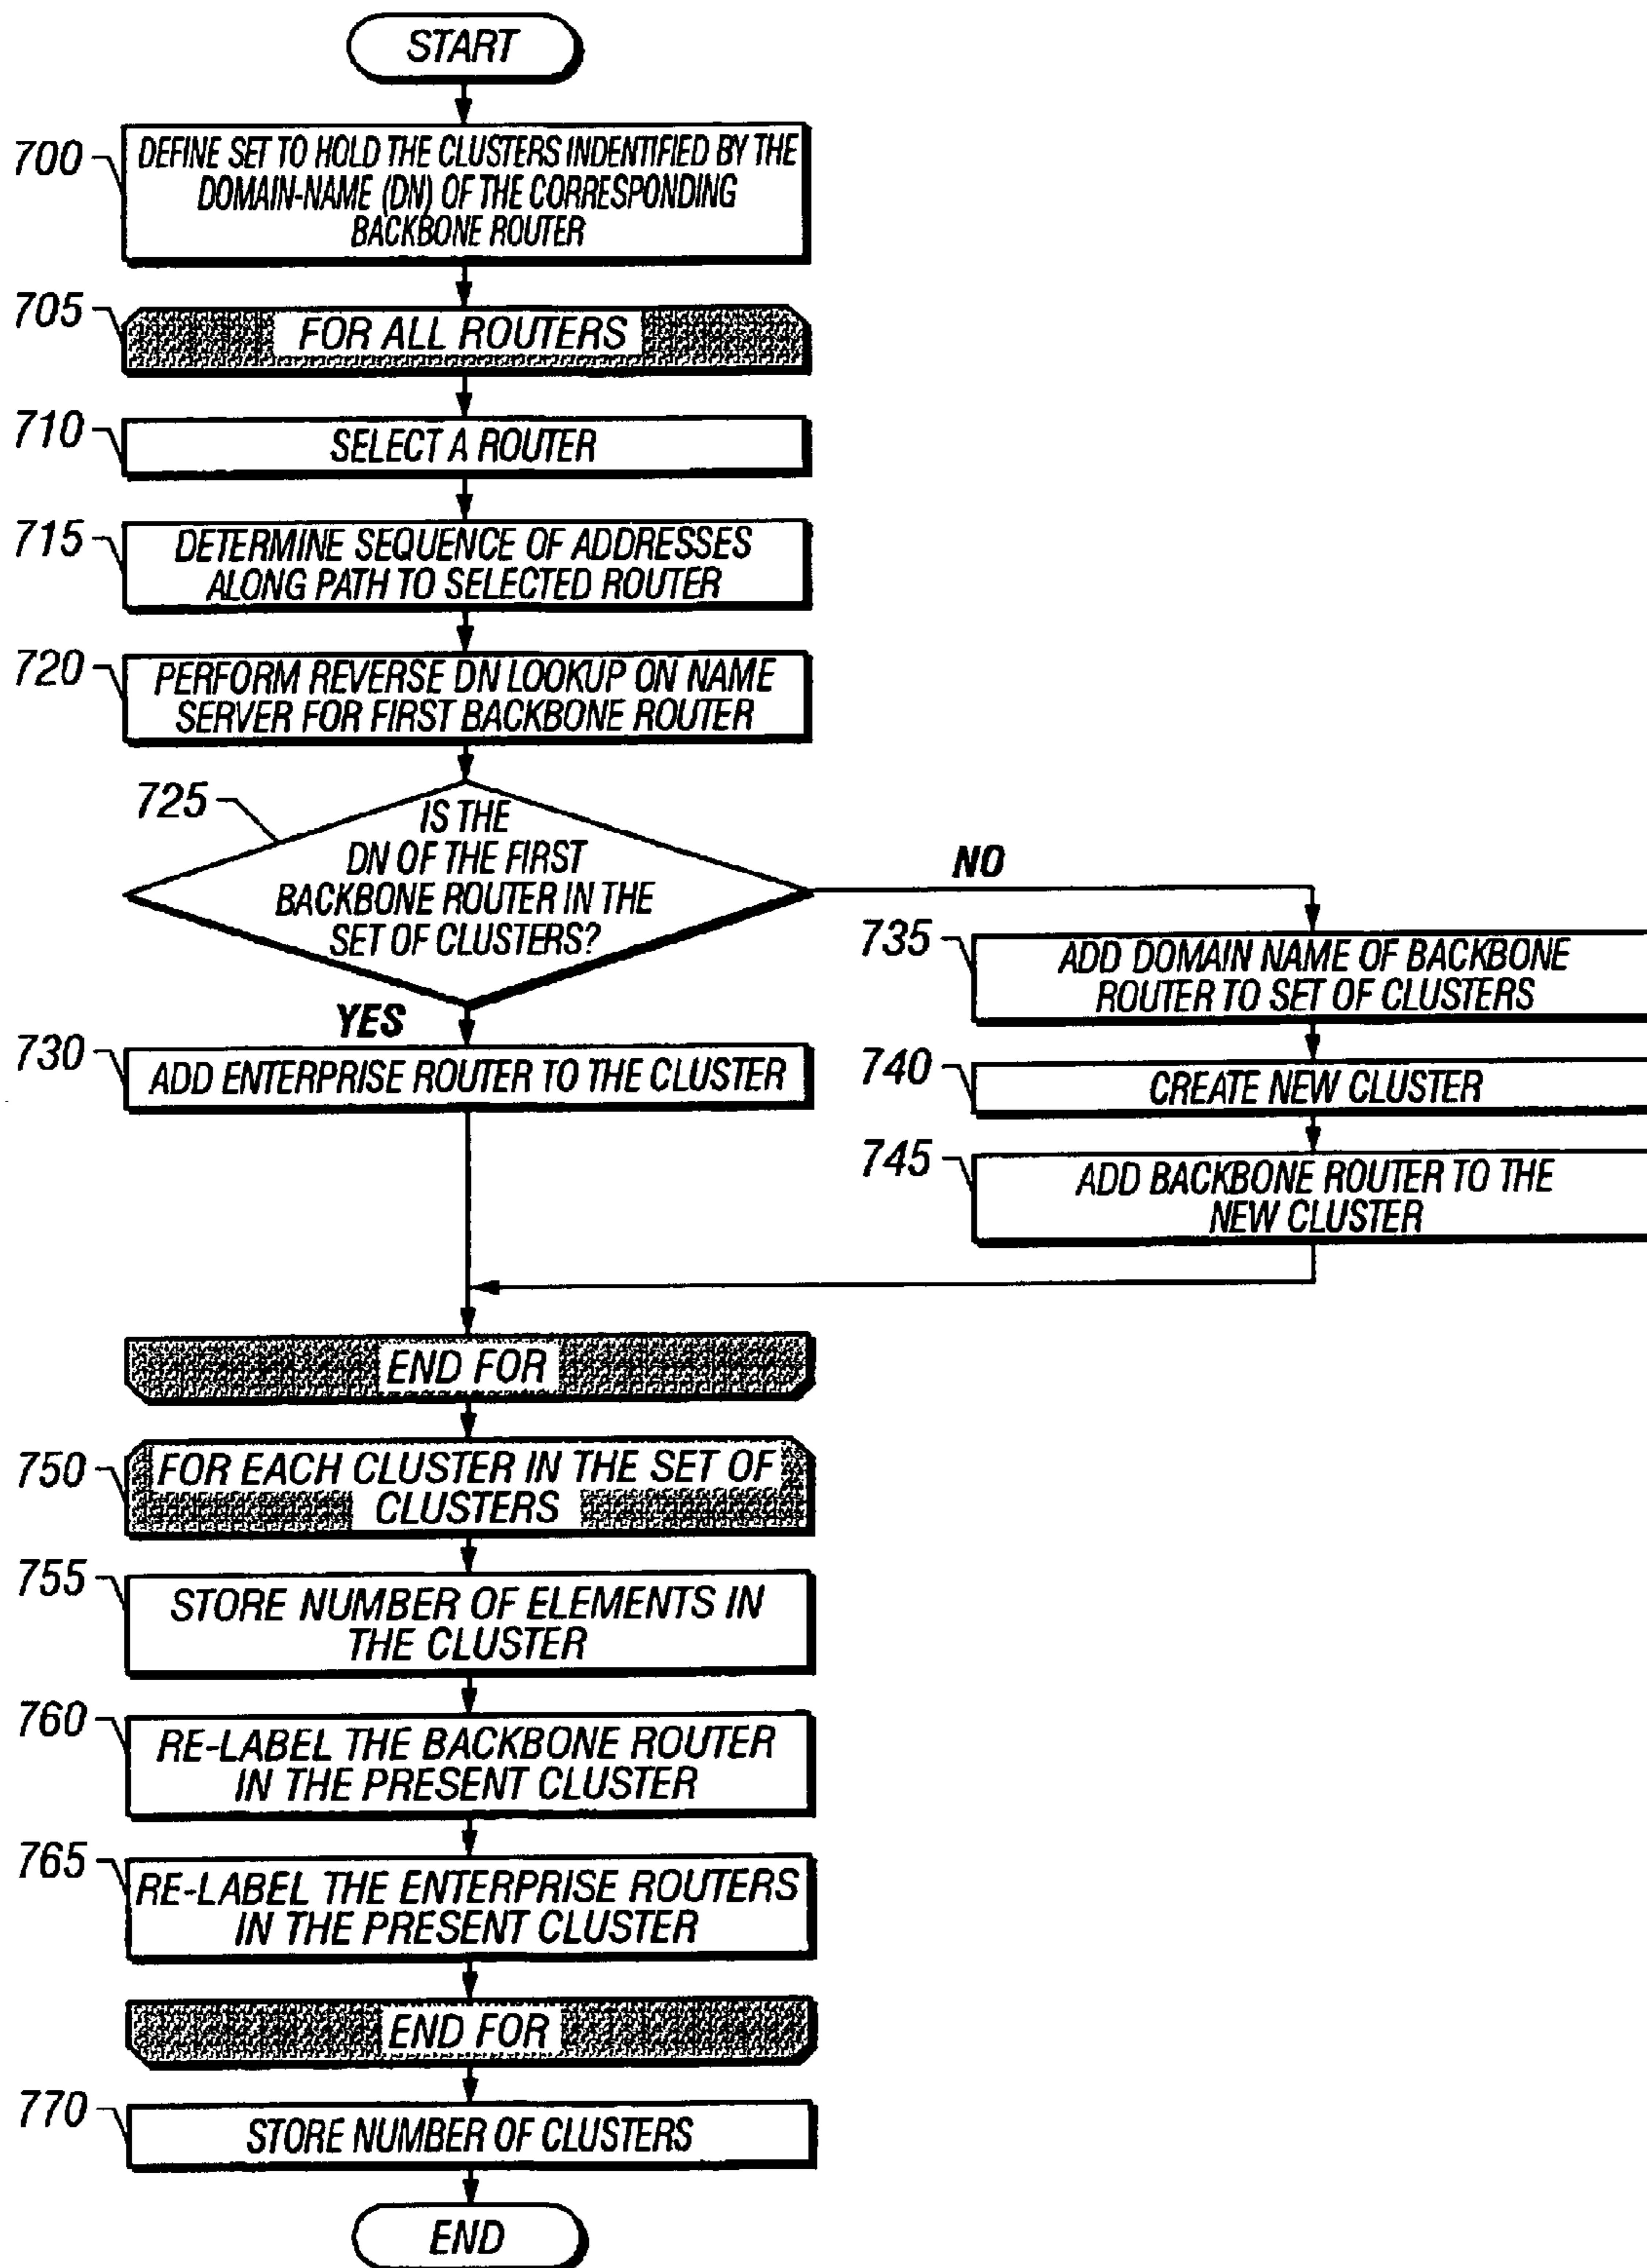 START
700
DEFINE SET TO HOLD THE CLUSTERS INDENTIFIED BY THE
DOMAIN-NAME (DN) OF THE CORRESPONDING
BACKBONE ROUTER
705
FOR ALL ROUTERS
710
SELECT A ROUTER
715
DETERMINE SEQUENCE OF ADDRESSES
ALONG PATH TO SELECTED ROUTER
720
PERFORM REVERSE DN LOOKUP ON NAME
SERVER FOR FIRST BACKBONE ROUTER
725
IS THE
DN OF THE FIRST
BACKBONE ROUTER IN THE
SET OF CLUSTERS?
NO
YES
730
ADD ENTERPRISE ROUTER TO THE CLUSTER
735
ADD DOMAIN NAME OF BACKBONE
ROUTER TO SET OF CLUSTERS
740
CREATE NEW CLUSTER
745
ADD BACKBONE ROUTER TO THE
NEW CLUSTER
END FOR
750
FOR EACH CLUSTER IN THE SET OF
CLUSTERS
755
STORE NUMBER OF ELEMENTS IN
THE CLUSTER
760
RE-LABEL THE BACKBONE ROUTER
IN THE PRESENT CLUSTER
765
RE-LABEL THE ENTERPRISE ROUTERS
IN THE PRESENT CLUSTER
END FOR
770
STORE NUMBER OF CLUSTERS
END